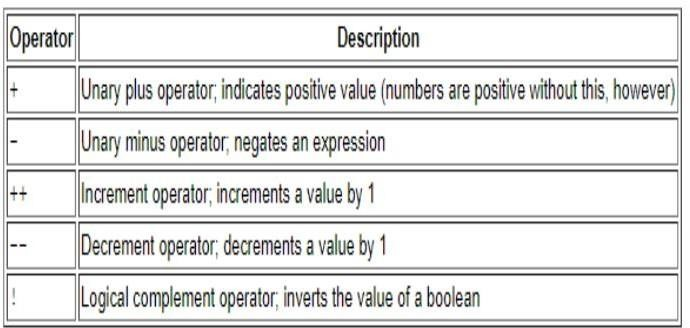 Operator Description
+ Unary plus operator; indicates positive value (numbers are positive without this, however)
- Unary minus operator; negates an expression
++ Increment operator; increments a value by 1
-- Decrement operator; decrements a value by 1
! Logical complement operator; inverts the value of a boolean